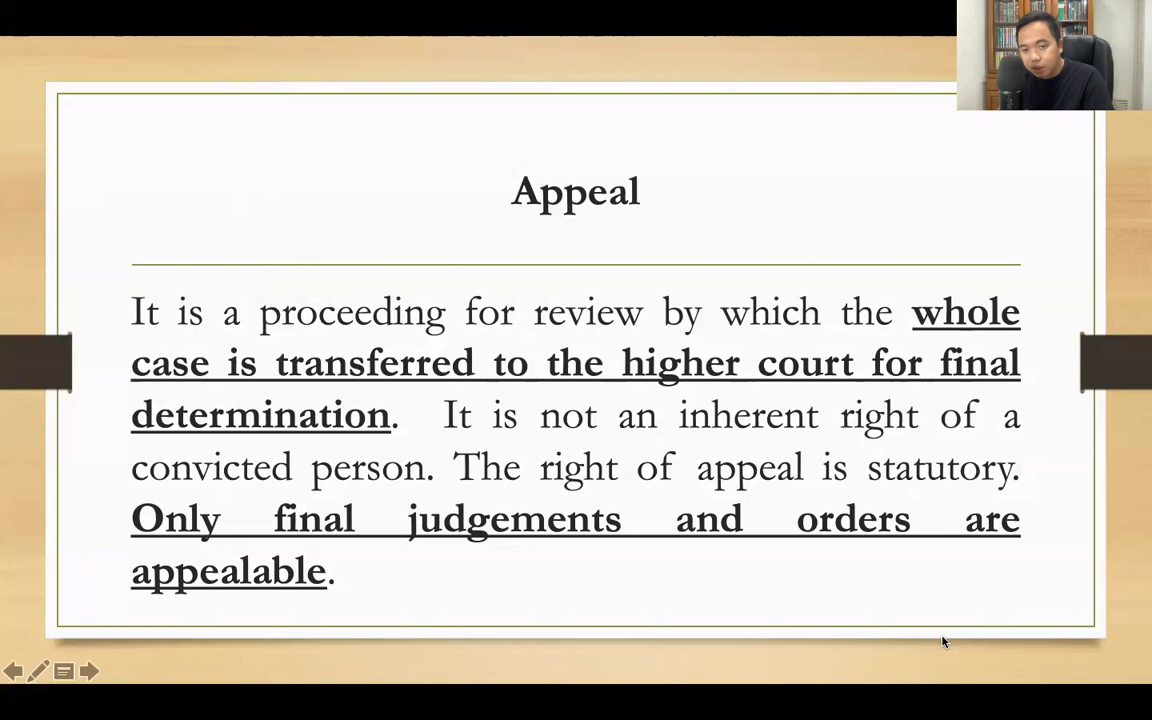 Appeal
It is a proceeding for review by which the whole
case is transferred to the higher court for final
determination. It is not an inherent right of a
convicted person. The right of appeal is statutory.
Only final judgements and orders are
appealable.